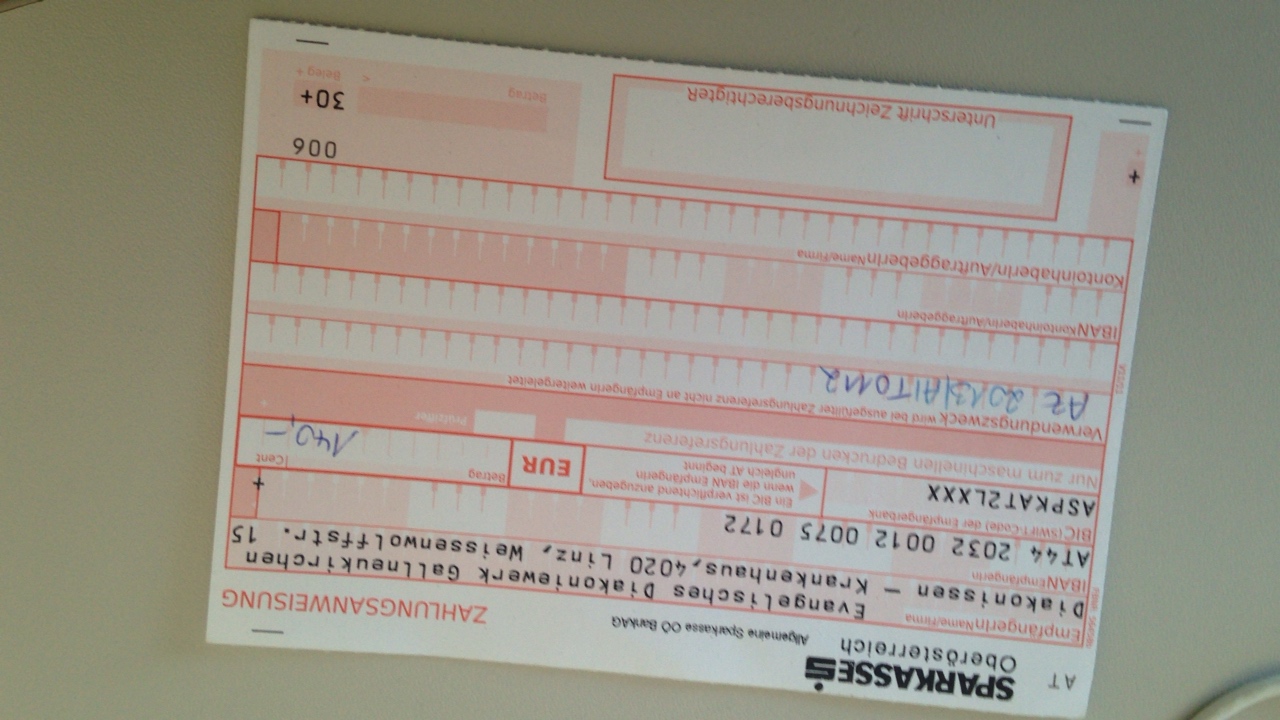 AT SPARKASSE
Oberösterreich Allgemeine Sparkasse OÖ BankAG ZAHLUNGSANWEISUNG
EmpfängerIn Name/Firma
Evangelisches Diakoniewerk Gallneukirchen
Diakonissen – Krankenhaus,4020 Linz, Weissenwolffstr. 15
IBAN EmpfängerIn
AT44 2032 0012 0075 0172
BIC (SWIFT-Code) der Empfängerbank
ASPKAT2LXXX
Ein BIC ist verpflichtend anzugeben,
wenn die IBAN EmpfängerIn
ungleich AT beginnt
EUR
Betrag
Cent
140,-
+
Nur zum maschinellen Bedrucken der Zahlungsreferenz
Prüfziffer
Verwendungszweck wird bei ausgefüllter Zahlungsreferenz nicht an EmpfängerIn weitergeleitet
AZ 2013/AITOM2
IBAN KontoinhaberIn/AuftraggeberIn
KontoinhaberIn/AuftraggeberIn Name/Firma
006
30+
Betrag
< Beleg +
Unterschrift ZeichnungsberechtigteR
+